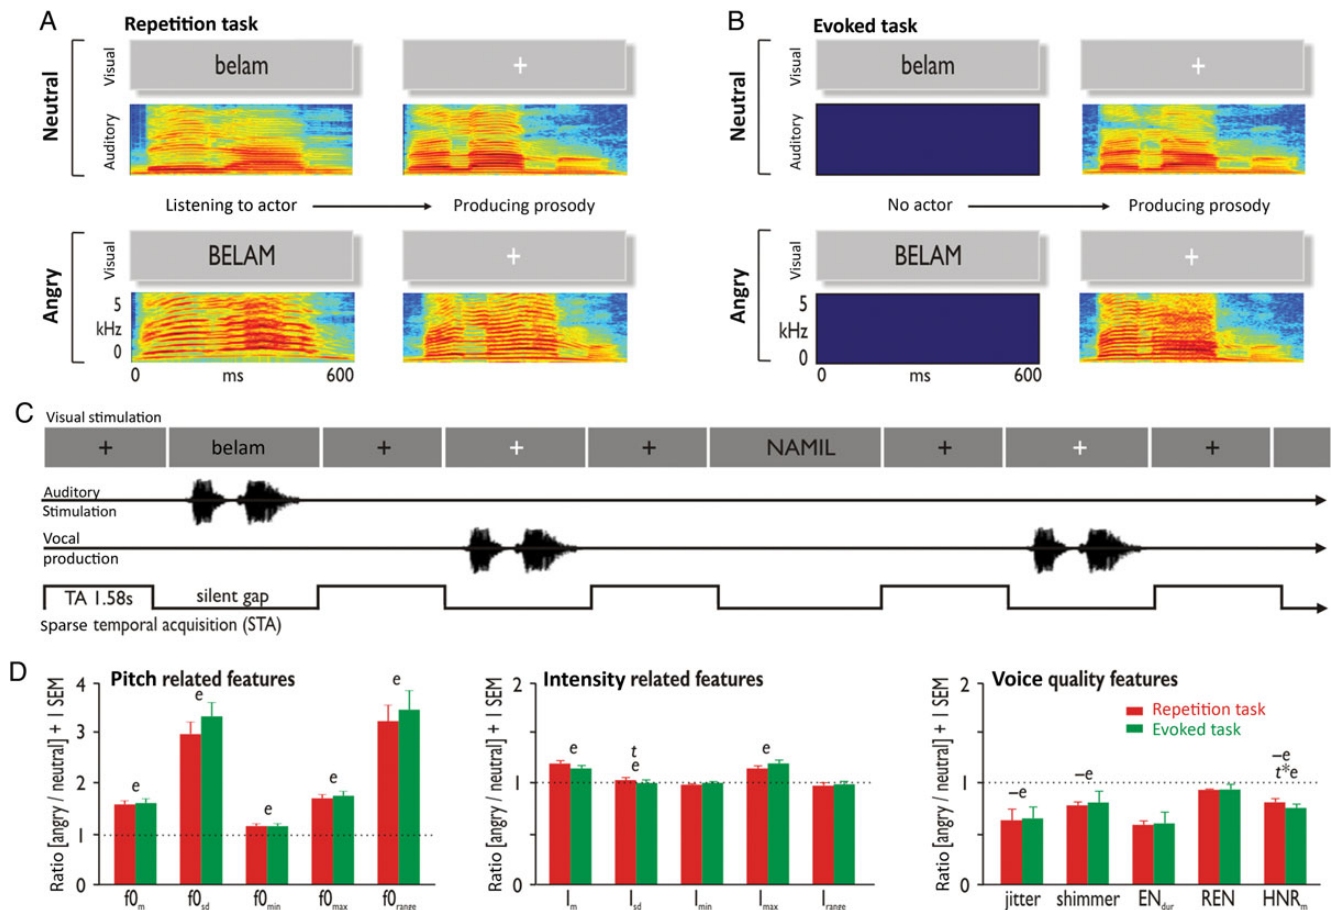 A
Repetition task
Neutral
Visual
belam
+
Auditory
Listening to actor
Producing prosody
Angry
Visual
BELAM
+
5
kHz
0
0
ms
600
B
Evoked task
Neutral
Visual
belam
+
Auditory
No actor
Producing prosody
Angry
Visual
BELAM
+
5
kHz
0
0
ms
600
C
Visual stimulation
+ belam + + + NAMIL + + +
Auditory
Stimulation
Vocal
production
TA 1.58s
silent gap
Sparse temporal acquisition (STA)
D
Pitch related features
Ratio [angry / neutral] + I SEM
4
3
2
1
0
e
e
e
e
e
f0m
f0sd
f0min
f0max
f0range
Intensity related features
Ratio [angry / neutral] + I SEM
2
1
0
e
t
e
e
Im
Isd
Imin
Imax
Irange
Voice quality features
Ratio [angry / neutral] + I SEM
2
1
0
Repetition task
Evoked task
–e
–e
–e
t*e
jitter
shimmer
ENdur
REN
HNRm